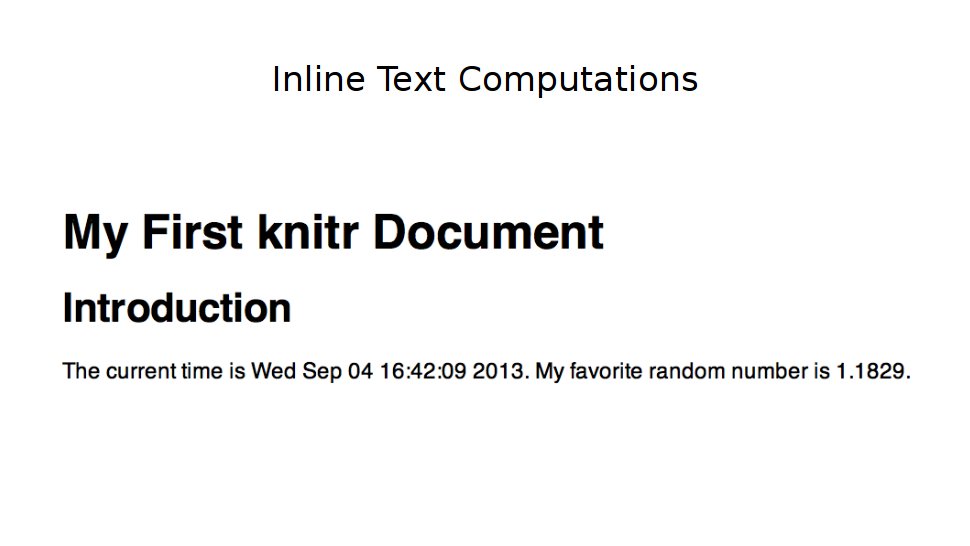 Inline Text Computations
My First knitr Document
Introduction
The current time is Wed Sep 04 16:42:09 2013. My favorite random number is 1.1829.